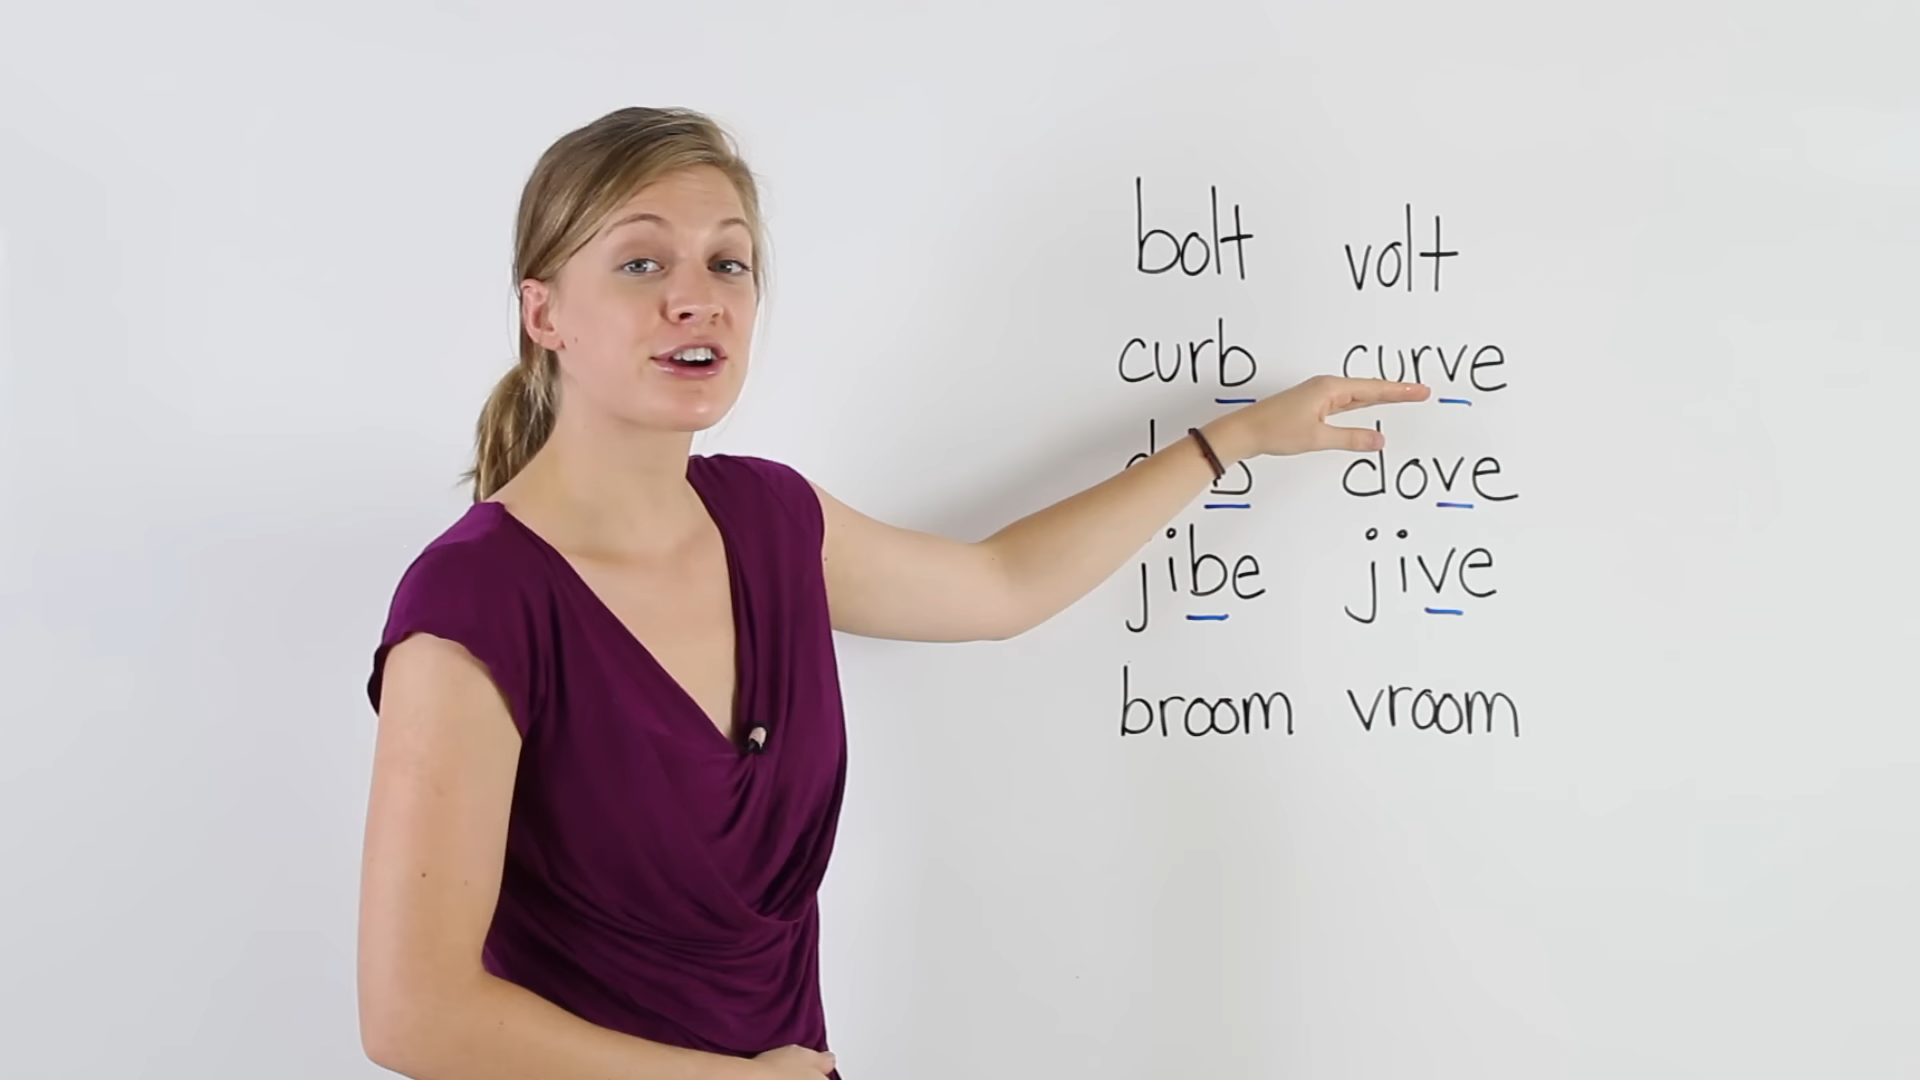 bolt volt
curb curve
dove
jibe jive
broom vroom